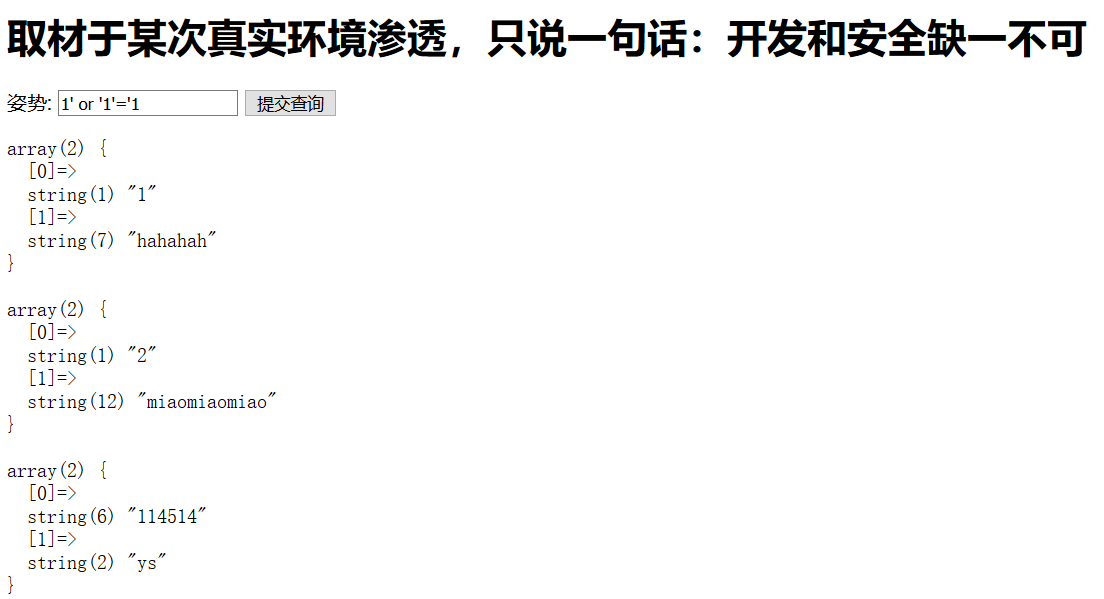 取材于某次真实环境渗透，只说一句话：开发和安全缺一不可
姿势: 1' or '1'='1 提交查询
array(2) {
  [0]=>
  string(1) "1"
  [1]=>
  string(7) "hahahah"
}
array(2) {
  [0]=>
  string(1) "2"
  [1]=>
  string(12) "miaomiaomiao"
}
array(2) {
  [0]=>
  string(6) "114514"
  [1]=>
  string(2) "ys"
}